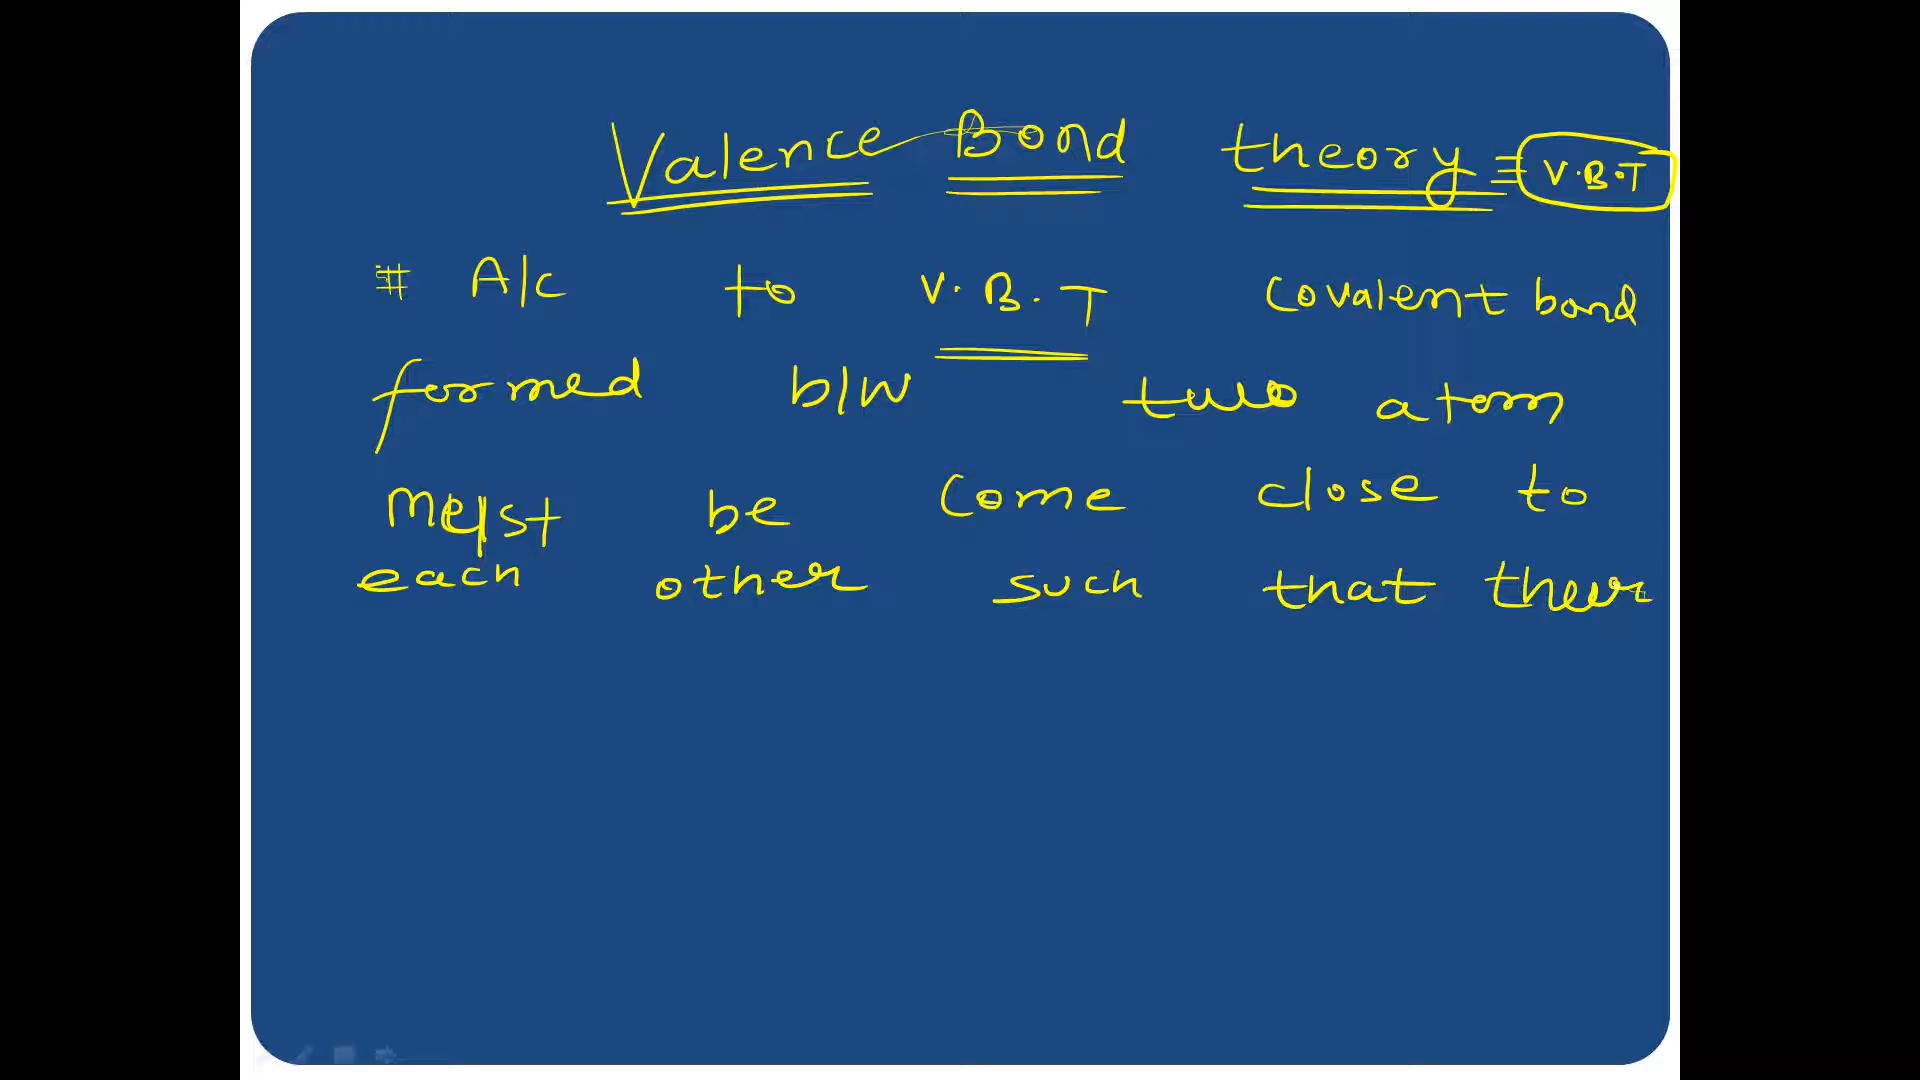 Valence Bond theory ≡ V.B.T
# A/c to V.B.T covalent bond
formed b/w two atom
must be come close to
each other such that their